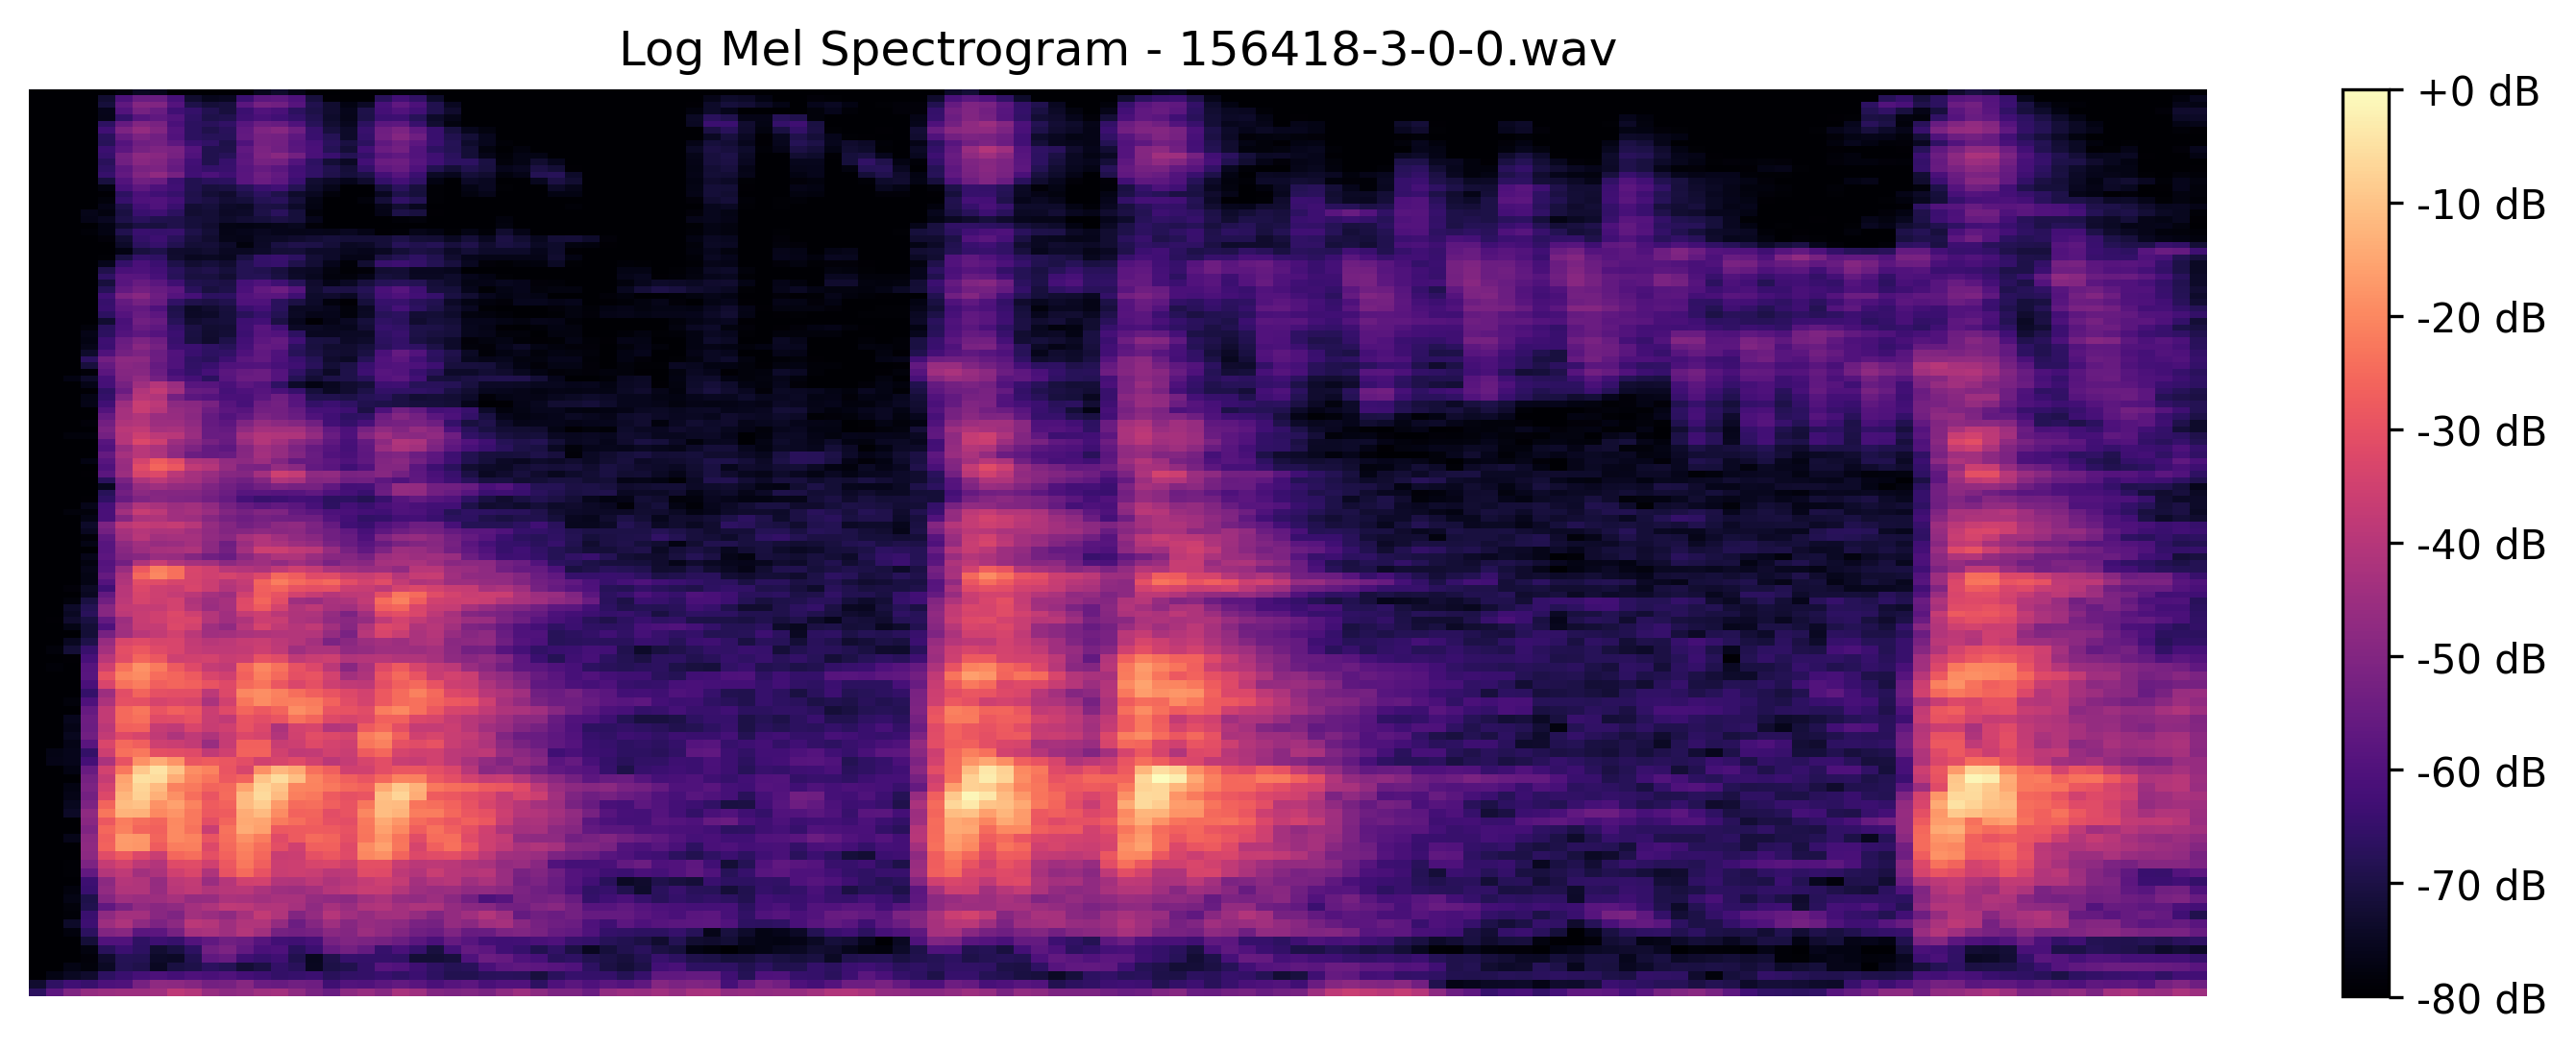 Log Mel Spectrogram - 156418-3-0-0.wav
+0 dB
-10 dB
-20 dB
-30 dB
-40 dB
-50 dB
-60 dB
-70 dB
-80 dB